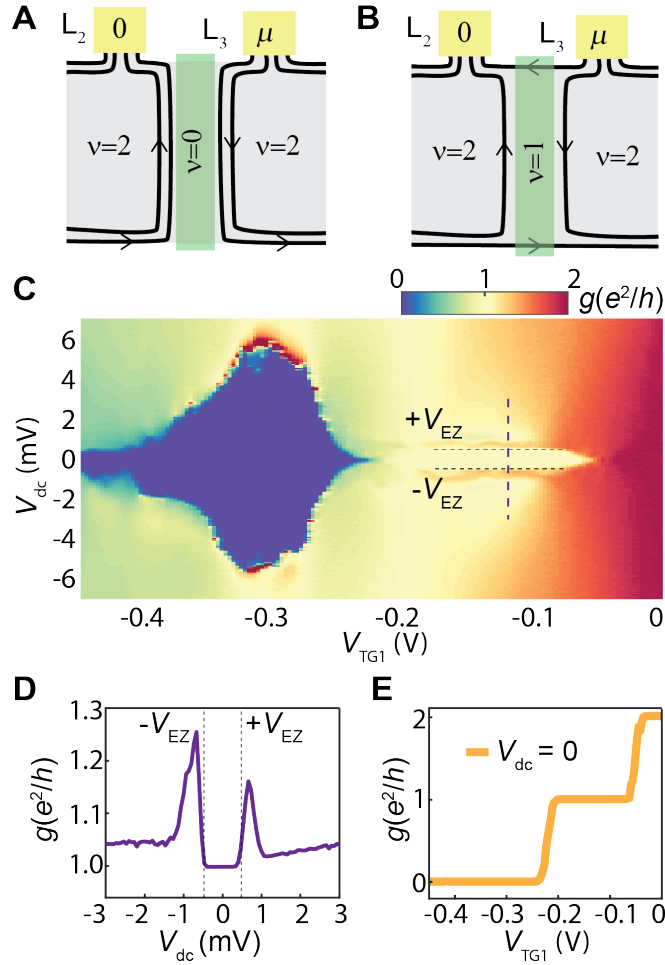 A
B
L2 0 L3 μ
L2 0 L3 μ
ν=2 ν=0 ν=2
ν=2 ν=1 ν=2
C
0 1 2
g(e²/h)
6
4
2
0
-2
-4
-6
Vdc (mV)
+VEZ
-VEZ
-0.4 -0.3 -0.2 -0.1 0
VTG1 (V)
D
1.3
1.2
1.1
1.0
g(e²/h)
-VEZ +VEZ
-3 -2 -1 0 1 2 3
Vdc (mV)
E
2
1
0
g(e²/h)
Vdc = 0
-0.4 -0.3 -0.2 -0.1 0
VTG1 (V)